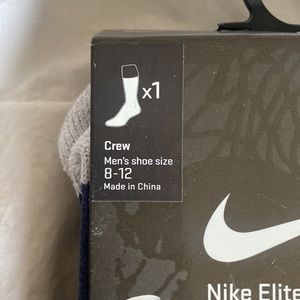 x1
Crew
Men's shoe size
8-12
Made in China
Nike Elite